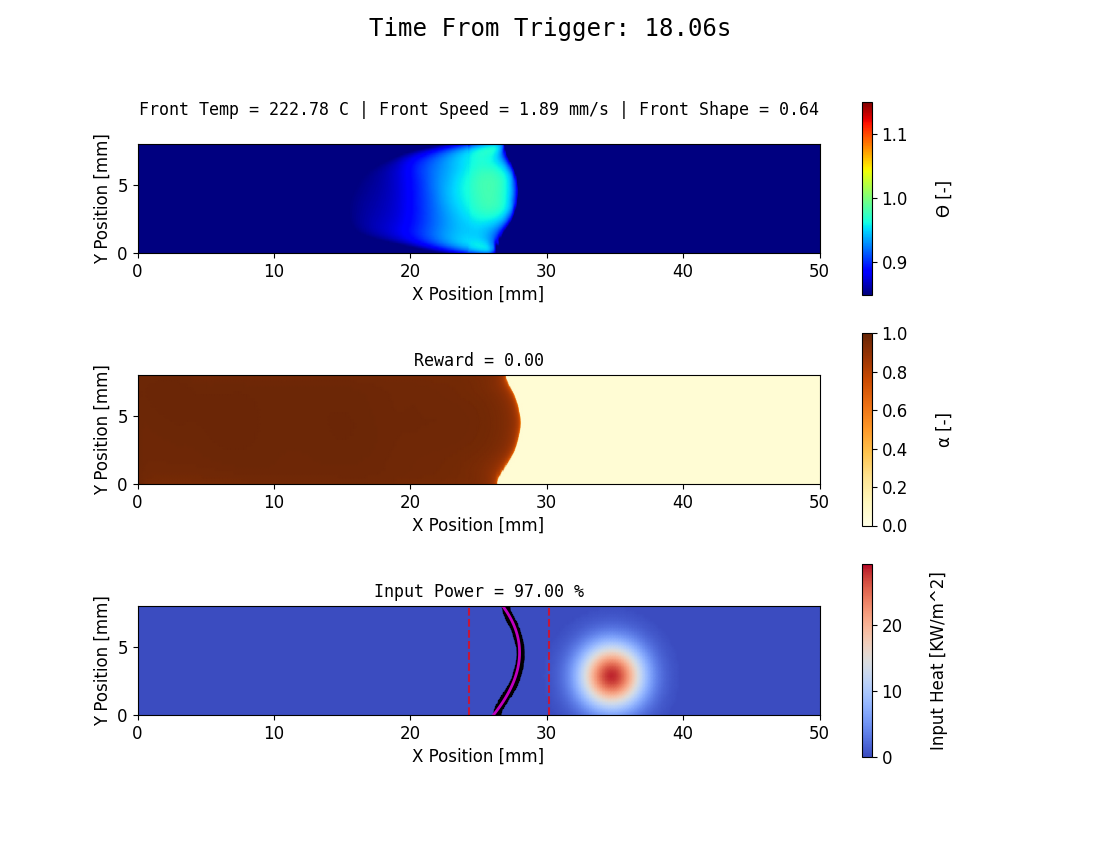 Time From Trigger: 18.06s
Front Temp = 222.78 C | Front Speed = 1.89 mm/s | Front Shape = 0.64
Y Position [mm]
5
0
0 10 20 30 40 50
X Position [mm]
1.1
1.0
0.9
Θ [-]
Reward = 0.00
Y Position [mm]
5
0
0 10 20 30 40 50
X Position [mm]
1.0
0.8
0.6
0.4
0.2
0.0
α [-]
Input Power = 97.00 %
Y Position [mm]
5
0
0 10 20 30 40 50
X Position [mm]
20
10
0
Input Heat [KW/m^2]